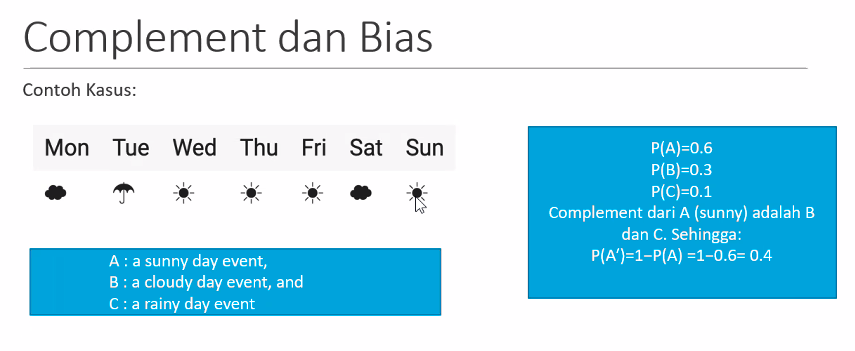 Complement dan Bias
Contoh Kasus:
Mon Tue Wed Thu Fri Sat Sun
A : a sunny day event,
B : a cloudy day event, and
C : a rainy day event
P(A)=0.6
P(B)=0.3
P(C)=0.1
Complement dari A (sunny) adalah B
dan C. Sehingga:
P(A’)=1−P(A) =1−0.6= 0.4